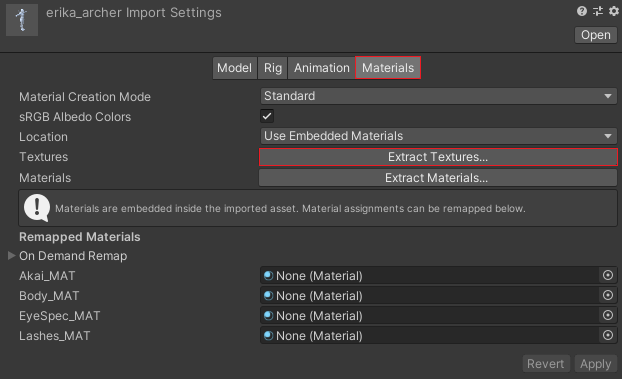 erika_archer Import Settings
Open
Model Rig Animation Materials
Material Creation Mode Standard
sRGB Albedo Colors
Location Use Embedded Materials
Textures Extract Textures...
Materials Extract Materials...
Materials are embedded inside the imported asset. Material assignments can be remapped below.
Remapped Materials
On Demand Remap
Akai_MAT None (Material)
Body_MAT None (Material)
EyeSpec_MAT None (Material)
Lashes_MAT None (Material)
Revert Apply